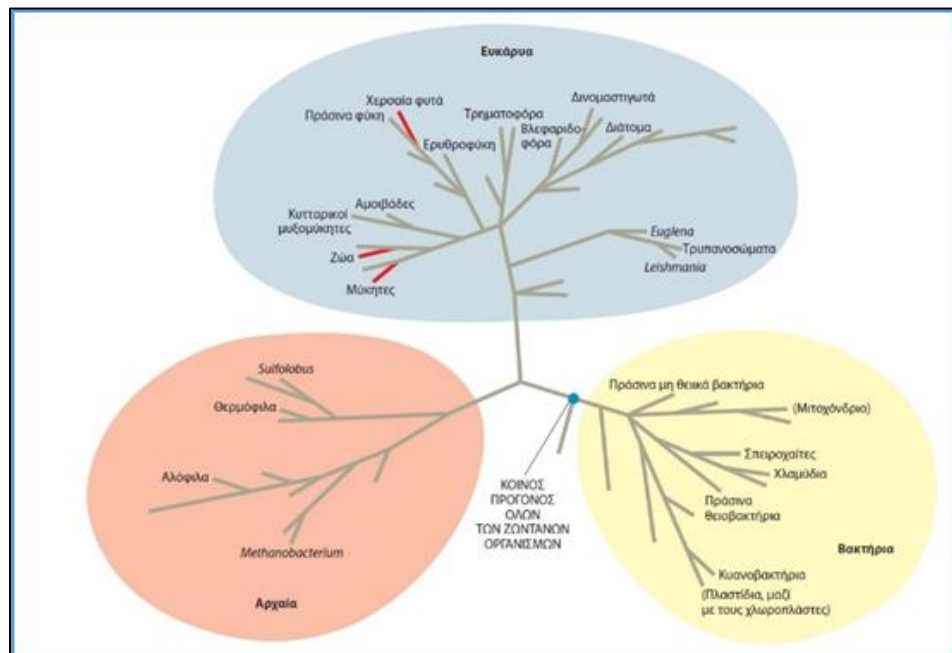 Ευκάρυα
Χερσαία φυτά
Πράσινα φύκη
Ερυθροφύκη
Τρηματοφόρα
Δινομαστιγωτά
Βλεφαριδο-
φόρα
Διάτομα
Αμοιβάδες
Κυτταρικοί
μυξομύκητες
Ζώα
Μύκητες
Euglena
Τρυπανοσώματα
Leishmania
Sulfolobus
Θερμόφιλα
Αλόφιλα
Methanobacterium
Αρχαία
ΚΟΙΝΟΣ
ΠΡΟΓΟΝΟΣ
ΟΛΩΝ
ΤΩΝ ΖΩΝΤΑΝΩΝ
ΟΡΓΑΝΙΣΜΩΝ
Πράσινα μη θειικά βακτήρια
(Μιτοχόνδριο)
Σπειροχαίτες
Χλαμύδια
Πράσινα
θειοβακτήρια
Βακτήρια
Κυανοβακτήρια
(Πλαστίδια, μαζί
με τους χλωροπλάστες)